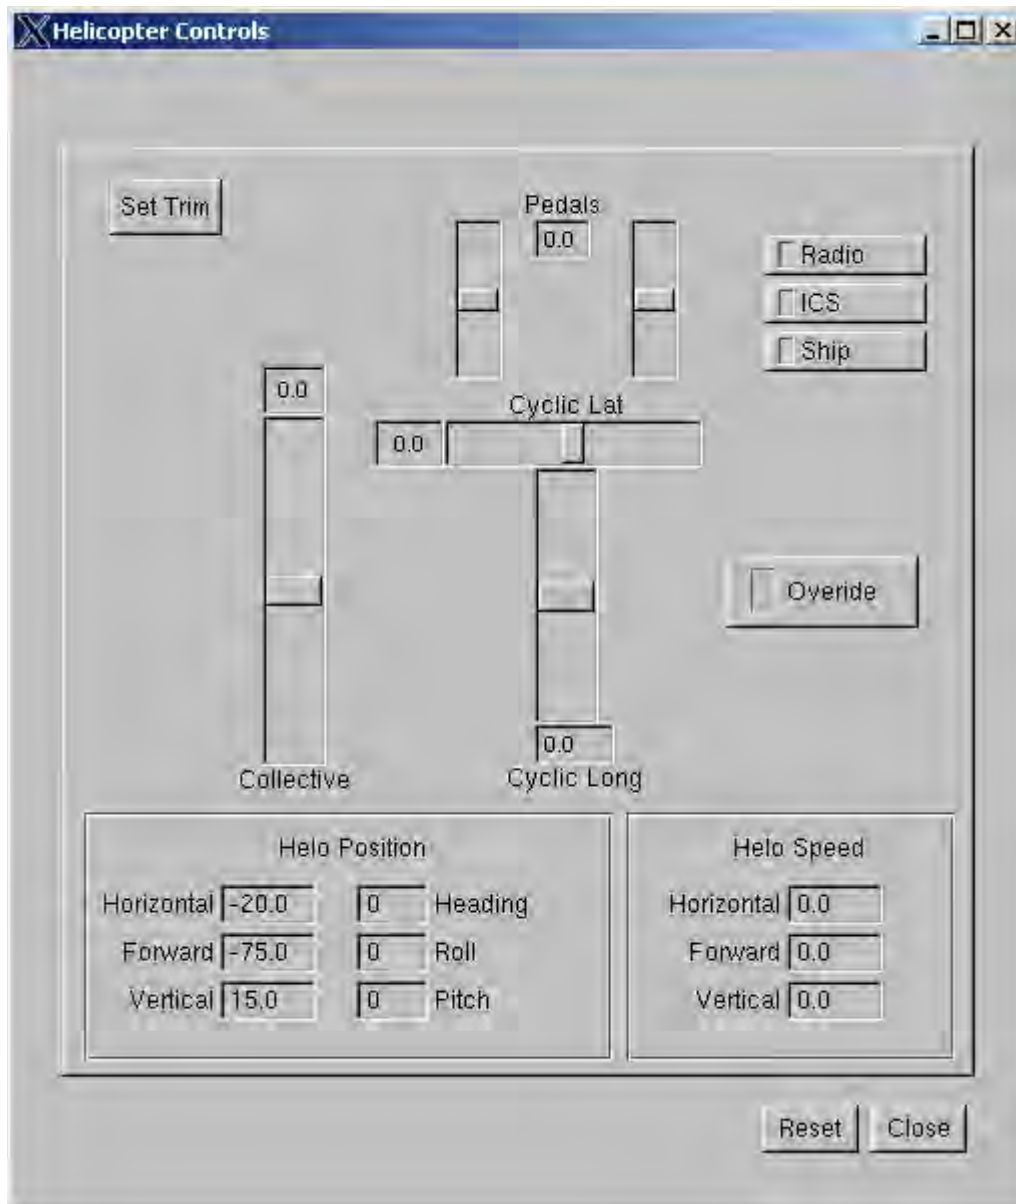 Helicopter Controls
Set Trim
Pedals
0.0
Radio
ICS
Ship
0.0
Cyclic Lat
0.0
Overide
0.0
Collective
Cyclic Long
Helo Position
Horizontal -20.0 0 Heading
Forward -75.0 0 Roll
Vertical 15.0 0 Pitch
Helo Speed
Horizontal 0.0
Forward 0.0
Vertical 0.0
Reset Close